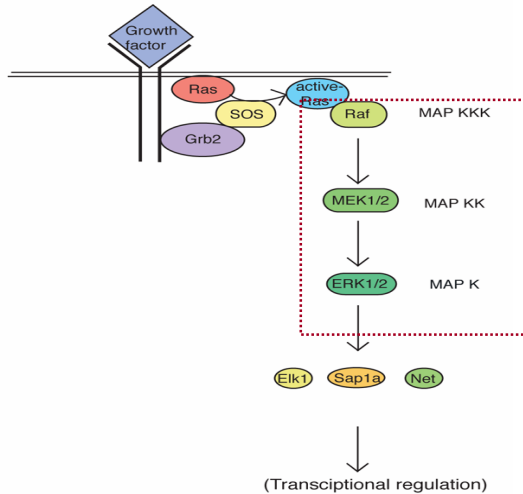 Growth
factor
Ras
active-
Ras
SOS
Raf
MAP KKK
Grb2
MEK1/2
MAP KK
ERK1/2
MAP K
Elk1
Sap1a
Net
(Transciptional regulation)